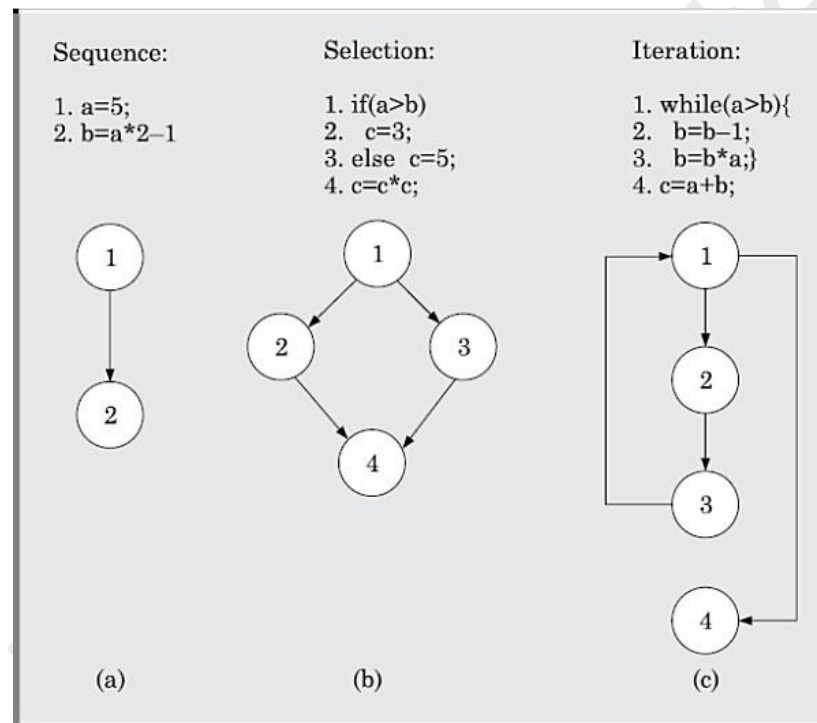 Sequence:
1. a=5;
2. b=a*2–1
1
2
(a)
Selection:
1. if(a>b)
2. c=3;
3. else c=5;
4. c=c*c;
1
2
3
4
(b)
Iteration:
1. while(a>b){
2. b=b–1;
3. b=b*a;}
4. c=a+b;
1
2
3
4
(c)